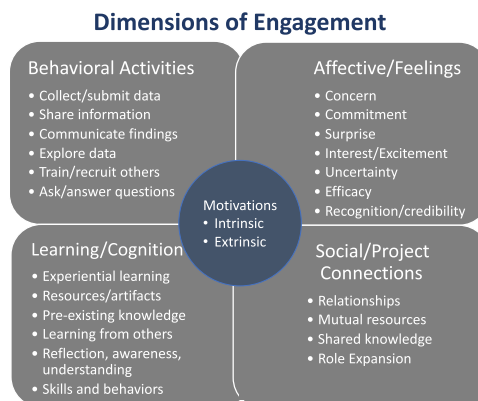 Dimensions of Engagement
Behavioral Activities
• Collect/submit data
• Share information
• Communicate findings
• Explore data
• Train/recruit others
• Ask/answer questions
Affective/Feelings
• Concern
• Commitment
• Surprise
• Interest/Excitement
• Uncertainty
• Efficacy
• Recognition/credibility
Motivations
• Intrinsic
• Extrinsic
Learning/Cognition
• Experiential learning
• Resources/artifacts
• Pre-existing knowledge
• Learning from others
• Reflection, awareness,
understanding
• Skills and behaviors
Social/Project
Connections
• Relationships
• Mutual resources
• Shared knowledge
• Role Expansion